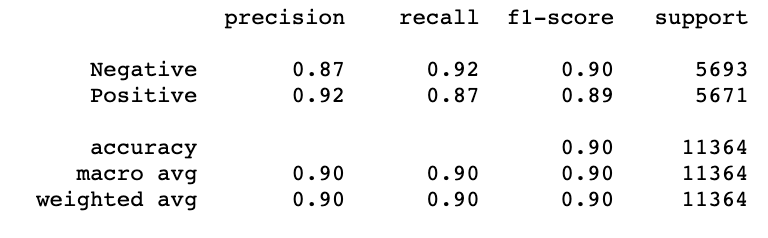 precision recall f1-score support
Negative 0.87 0.92 0.90 5693
Positive 0.92 0.87 0.89 5671
accuracy 0.90 11364
macro avg 0.90 0.90 0.90 11364
weighted avg 0.90 0.90 0.90 11364